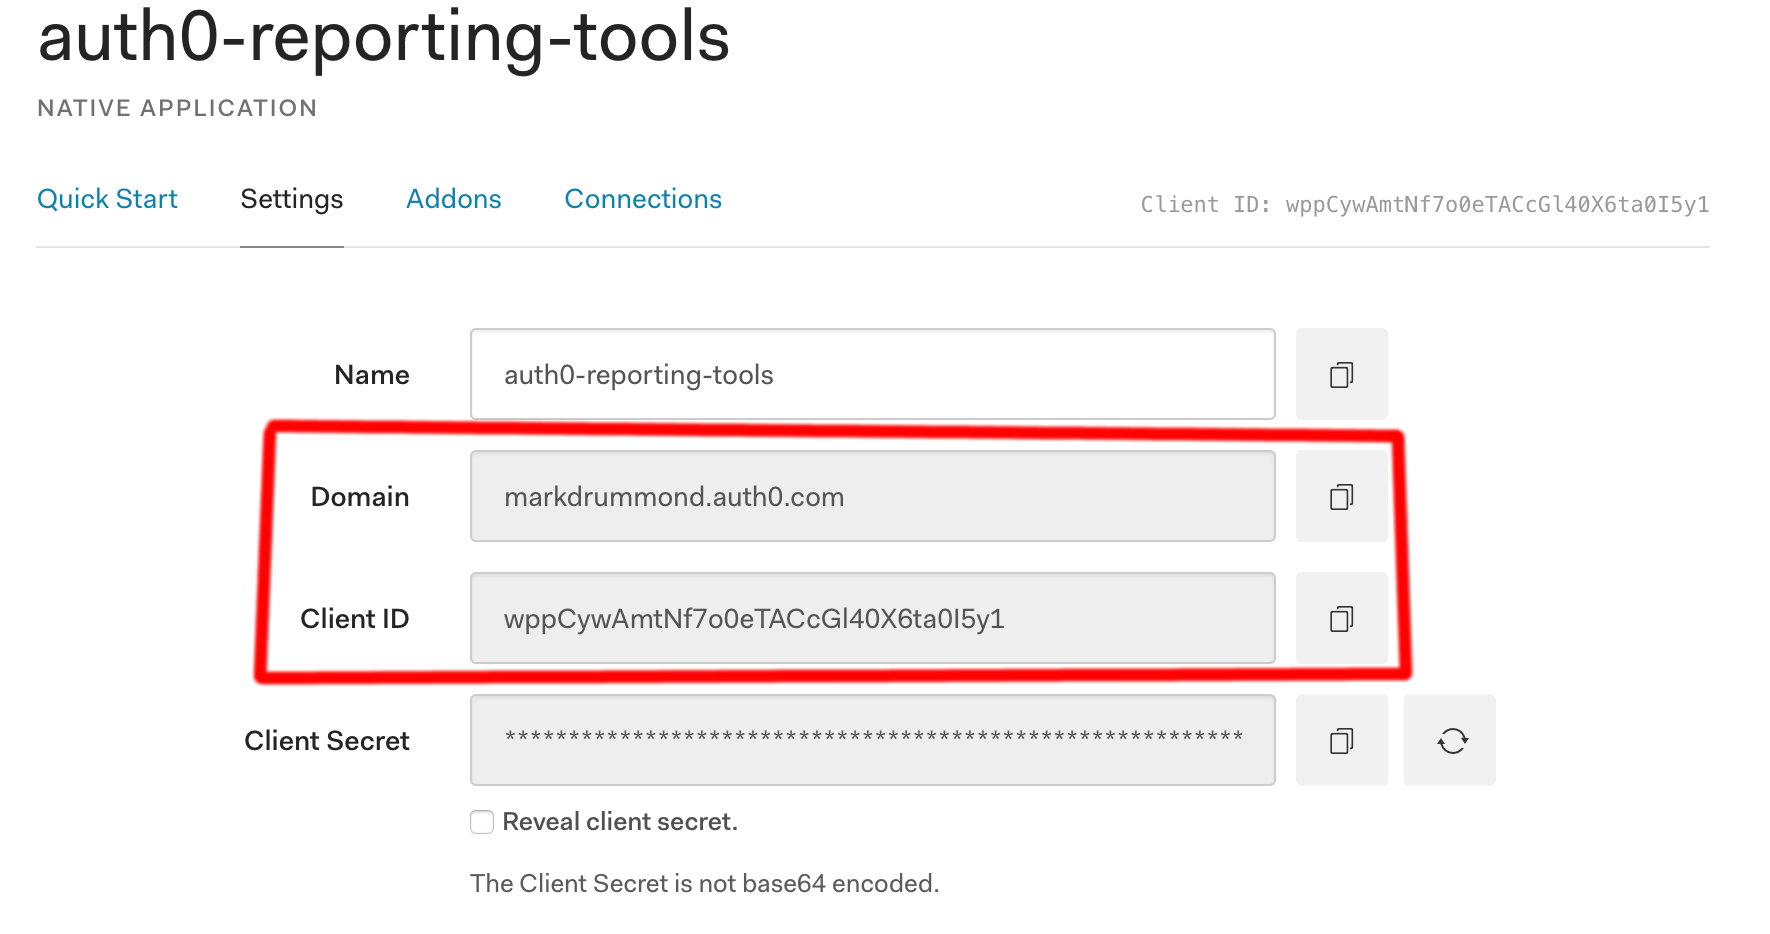 auth0-reporting-tools
NATIVE APPLICATION
Quick Start Settings Addons Connections Client ID: wppCywAmtNf7o0eTACcGl40X6ta0I5y1
Name auth0-reporting-tools
Domain markdrummond.auth0.com
Client ID wppCywAmtNf7o0eTACcGl40X6ta0I5y1
Client Secret **********************************************************
Reveal client secret.
The Client Secret is not base64 encoded.